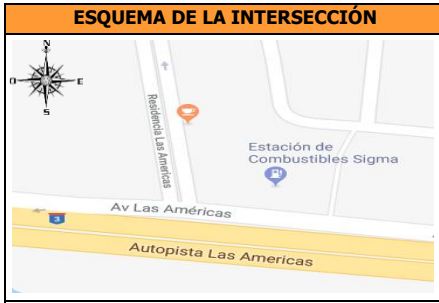 ESQUEMA DE LA INTERSECCIÓN
N
O
E
S
Residencia Las Americas
Estación de
Combustibles Sigma
Av Las Américas
3
Autopista Las Americas